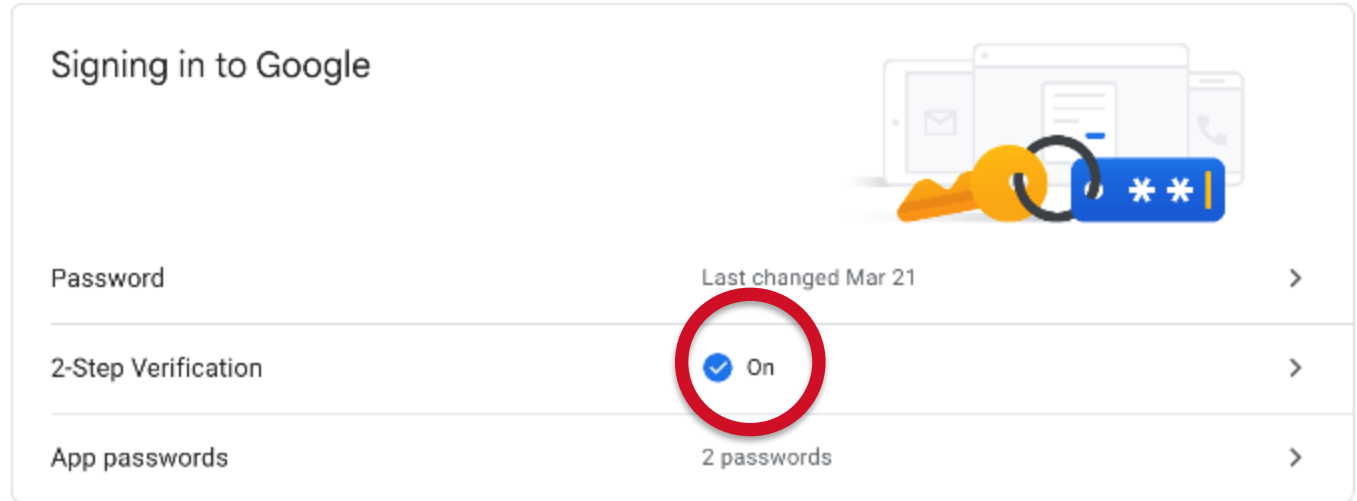 Signing in to Google
**
Password Last changed Mar 21
2-Step Verification On
App passwords 2 passwords